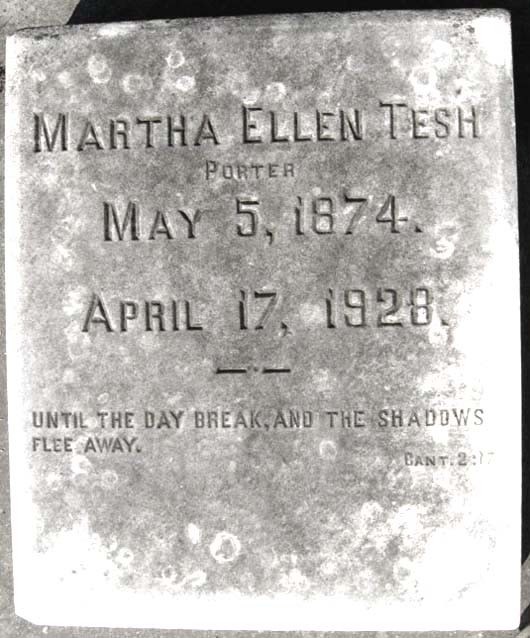 MARTHA ELLEN TESH
PORTER
MAY 5, 1874.
APRIL 17, 1928.
UNTIL THE DAY BREAK, AND THE SHADOWS
FLEE AWAY.
CANT. 2:17